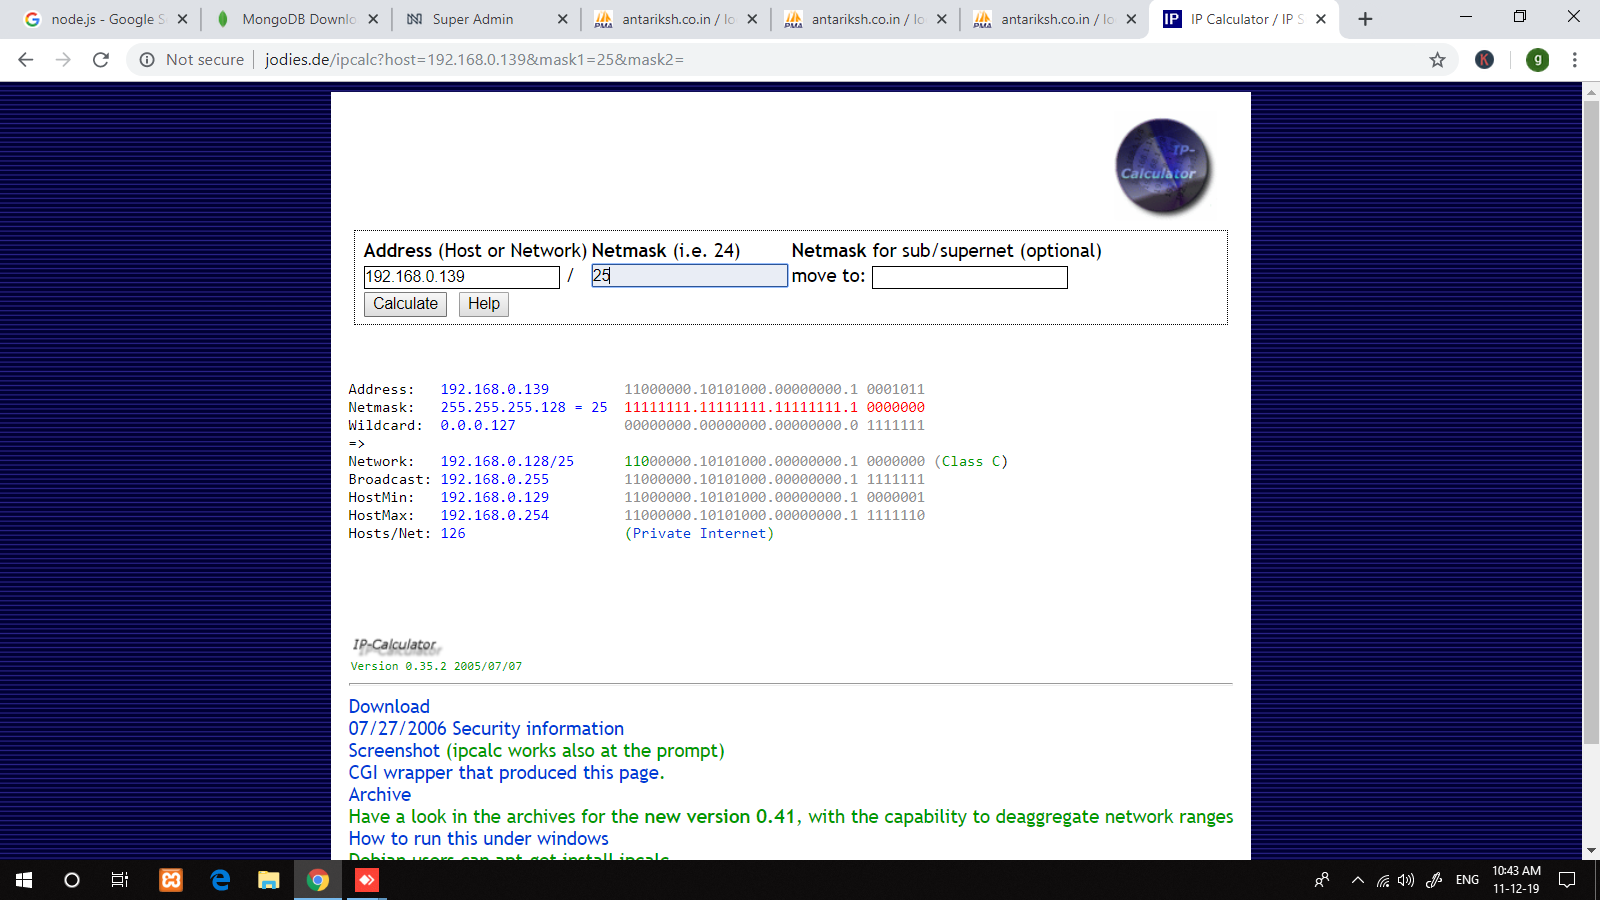 node.js - Google S
MongoDB Downlo
Super Admin
antariksh.co.in / lo
antariksh.co.in / lo
antariksh.co.in / lo
IP IP Calculator / IP S
Not secure jodies.de/ipcalc?host=192.168.0.139&mask1=25&mask2=
K
g
IP-
Calculator
Address (Host or Network) Netmask (i.e. 24) Netmask for sub/supernet (optional)
192.168.0.139 / 25 move to:
Calculate Help
Address: 192.168.0.139 11000000.10101000.00000000.1 0001011
Netmask: 255.255.255.128 = 25 11111111.11111111.11111111.1 0000000
Wildcard: 0.0.0.127 00000000.00000000.00000000.0 1111111
=>
Network: 192.168.0.128/25 11000000.10101000.00000000.1 0000000 (Class C)
Broadcast: 192.168.0.255 11000000.10101000.00000000.1 1111111
HostMin: 192.168.0.129 11000000.10101000.00000000.1 0000001
HostMax: 192.168.0.254 11000000.10101000.00000000.1 1111110
Hosts/Net: 126 (Private Internet)
IP-Calculator
Version 0.35.2 2005/07/07
Download
07/27/2006 Security information
Screenshot (ipcalc works also at the prompt)
CGI wrapper that produced this page.
Archive
Have a look in the archives for the new version 0.41, with the capability to deaggregate network ranges
How to run this under windows
Debian users can apt-get install ipcalc
ENG
10:43 AM
11-12-19